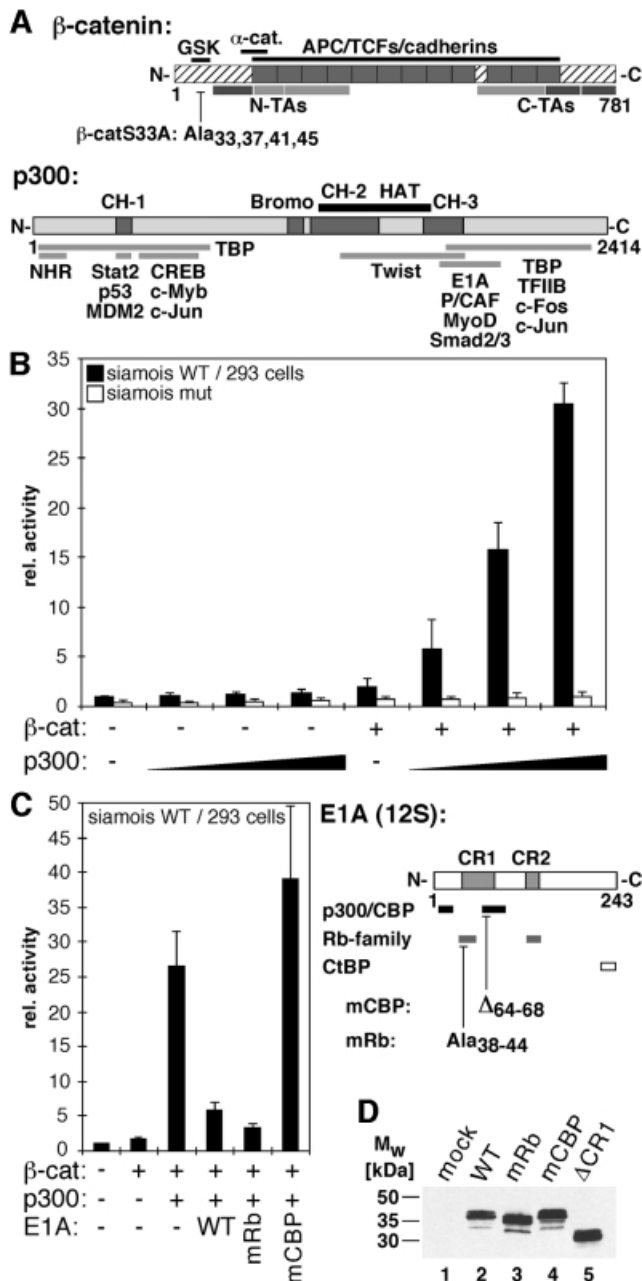 A β-catenin:
GSK α-cat. APC/TCFs/cadherins
N- -C
1 N-TAs C-TAs 781
β-catS33A: Ala33,37,41,45
p300:
CH-1 Bromo CH-2 HAT CH-3
N- -C
1 TBP 2414
NHR Stat2 CREB Twist E1A TBP
p53 c-Myb P/CAF TFIIB
MDM2 c-Jun MyoD c-Fos
Smad2/3 c-Jun
B
siamois WT / 293 cells
siamois mut
rel. activity
35
30
25
20
15
10
5
0
β-cat: - - - - + + + +
p300: - -
C
siamois WT / 293 cells
rel. activity
50
45
40
35
30
25
20
15
10
5
0
β-cat: - + + + + +
p300: - - + + + +
E1A: - - - WT mRb mCBP
E1A (12S):
CR1 CR2
N- -C
1 243
p300/CBP
Rb-family
CtBP
mCBP: Δ64-68
mRb: Ala38-44
D
Mw
[kDa]
mock WT mRb mCBP ΔCR1
50
35
30
1 2 3 4 5